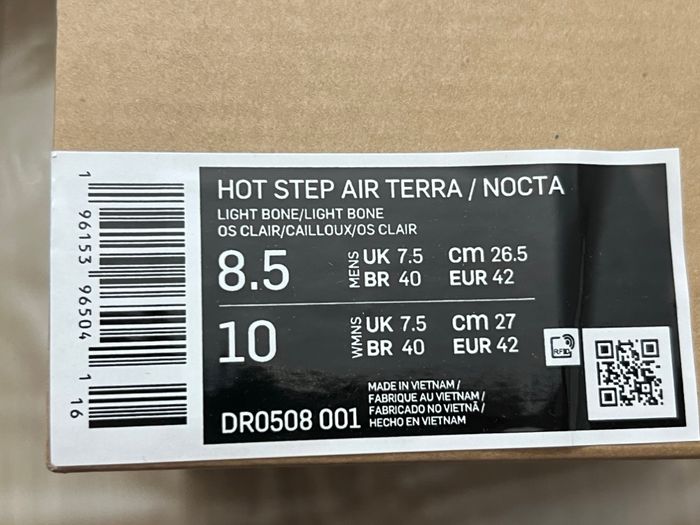 HOT STEP AIR TERRA / NOCTA
LIGHT BONE/LIGHT BONE
OS CLAIR/CAILLOUX/OS CLAIR
8.5 MENS UK 7.5 CM 26.5
BR 40 EUR 42
10 WMNS UK 7.5 CM 27
BR 40 EUR 42
RFID
DR0508 001
MADE IN VIETNAM /
FABRIQUE AU VIETNAM /
FABRICADO NO VIETNÃ /
HECHO EN VIETNAM
1 96153 96504 1 16